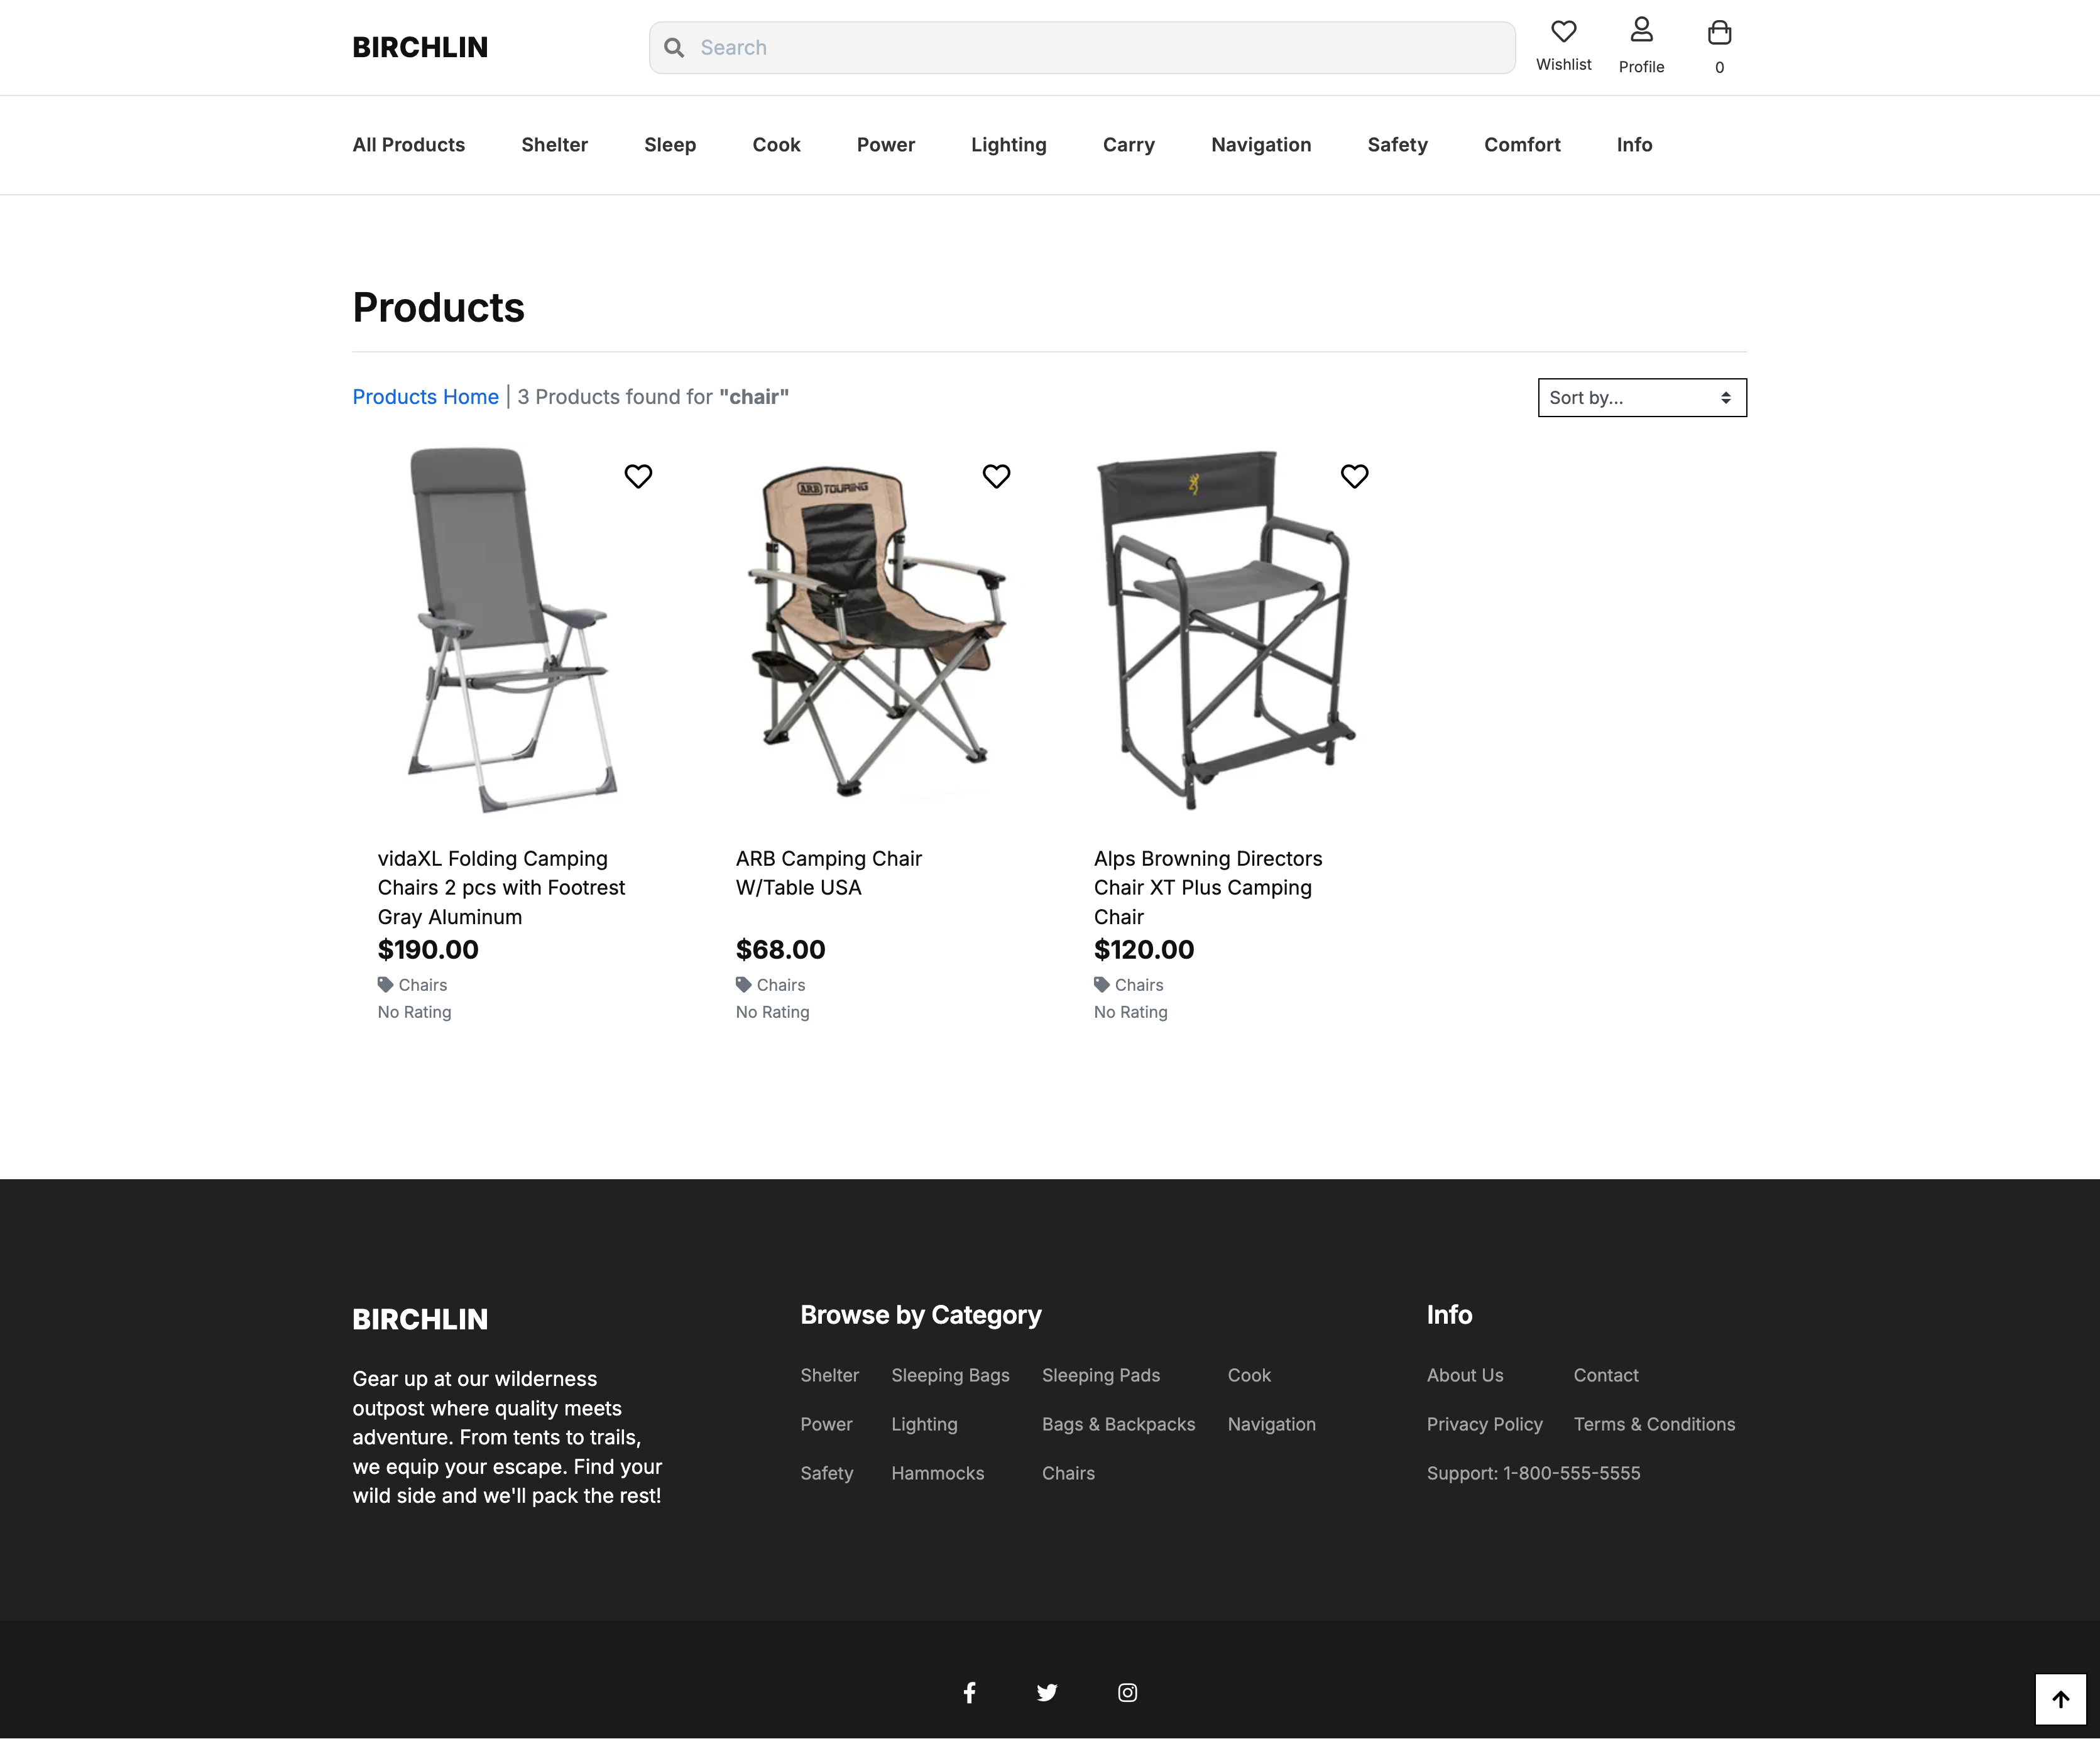 BIRCHLIN
Search
Wishlist
Profile
0
All Products
Shelter
Sleep
Cook
Power
Lighting
Carry
Navigation
Safety
Comfort
Info
Products
Products Home | 3 Products found for "chair"
Sort by...
ARB TOURING
vidaXL Folding Camping
Chairs 2 pcs with Footrest
Gray Aluminum
$190.00
Chairs
No Rating
ARB Camping Chair
W/Table USA
$68.00
Chairs
No Rating
Alps Browning Directors
Chair XT Plus Camping
Chair
$120.00
Chairs
No Rating
BIRCHLIN
Gear up at our wilderness
outpost where quality meets
adventure. From tents to trails,
we equip your escape. Find your
wild side and we'll pack the rest!
Browse by Category
Shelter
Sleeping Bags
Sleeping Pads
Cook
Power
Lighting
Bags & Backpacks
Navigation
Safety
Hammocks
Chairs
Info
About Us
Contact
Privacy Policy
Terms & Conditions
Support: 1-800-555-5555